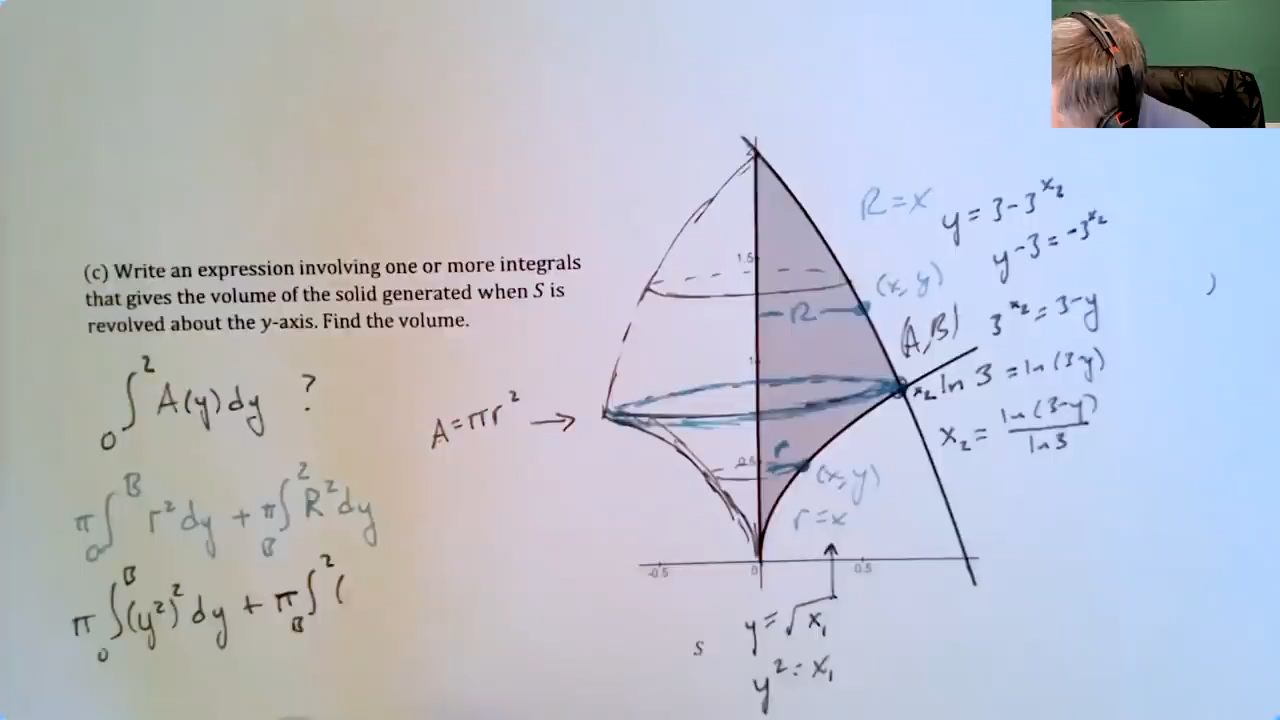 (c) Write an expression involving one or more integrals
that gives the volume of the solid generated when S is
revolved about the y-axis. Find the volume.
∫₀² A(y) dy ?
π ∫₀ᴮ r² dy + π ∫_B² R² dy
π ∫₀ᴮ (y²)² dy + π ∫_B² (
A = πr² →
2
1.5
1
0.5
-0.5
0
0.5
R
r
R = x
(x, y)
(A, B)
(x, y)
r = x
y = 3 - 3^x₂
y - 3 = -3^x₂
3^x₂ = 3 - y
x₂ ln 3 = ln (3-y)
x₂ = ln (3-y) / ln 3
S
y = √x₁
y² = x₁